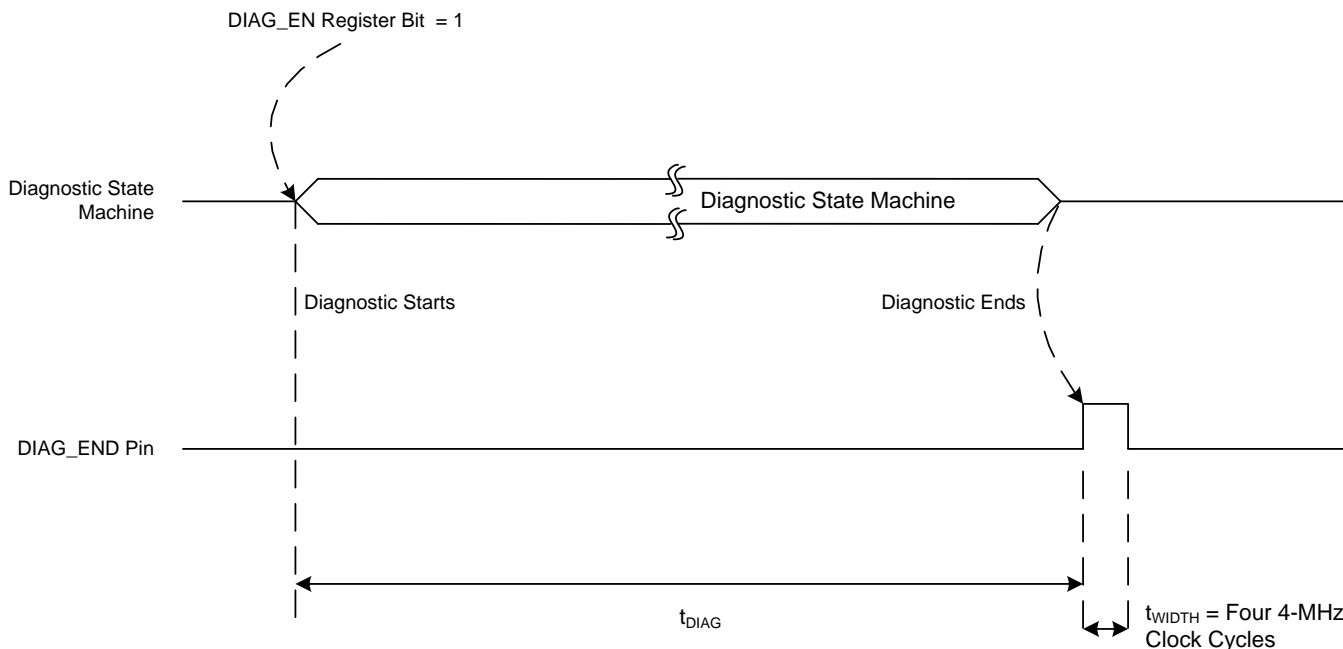 DIAG_EN Register Bit = 1
Diagnostic State
Machine
Diagnostic State Machine
Diagnostic Starts
Diagnostic Ends
DIAG_END Pin
tDIAG
tWIDTH = Four 4-MHz
Clock Cycles